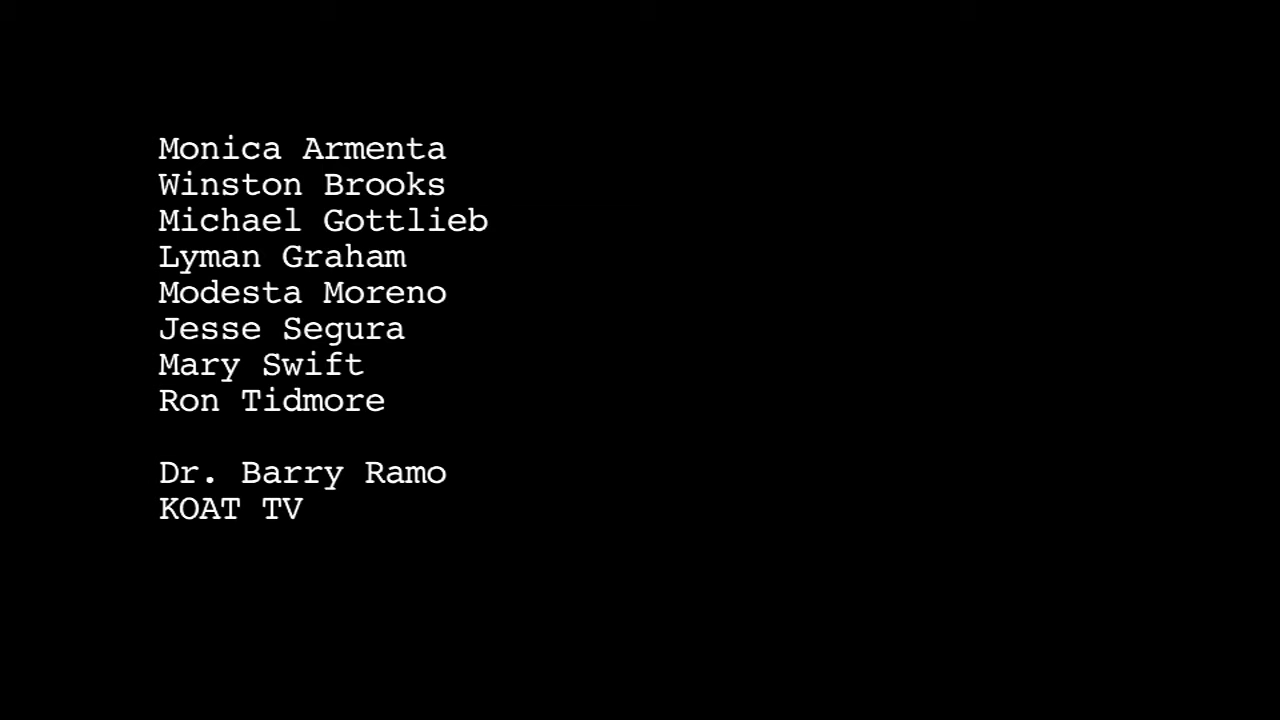 Monica Armenta
Winston Brooks
Michael Gottlieb
Lyman Graham
Modesta Moreno
Jesse Segura
Mary Swift
Ron Tidmore
Dr. Barry Ramo
KOAT TV